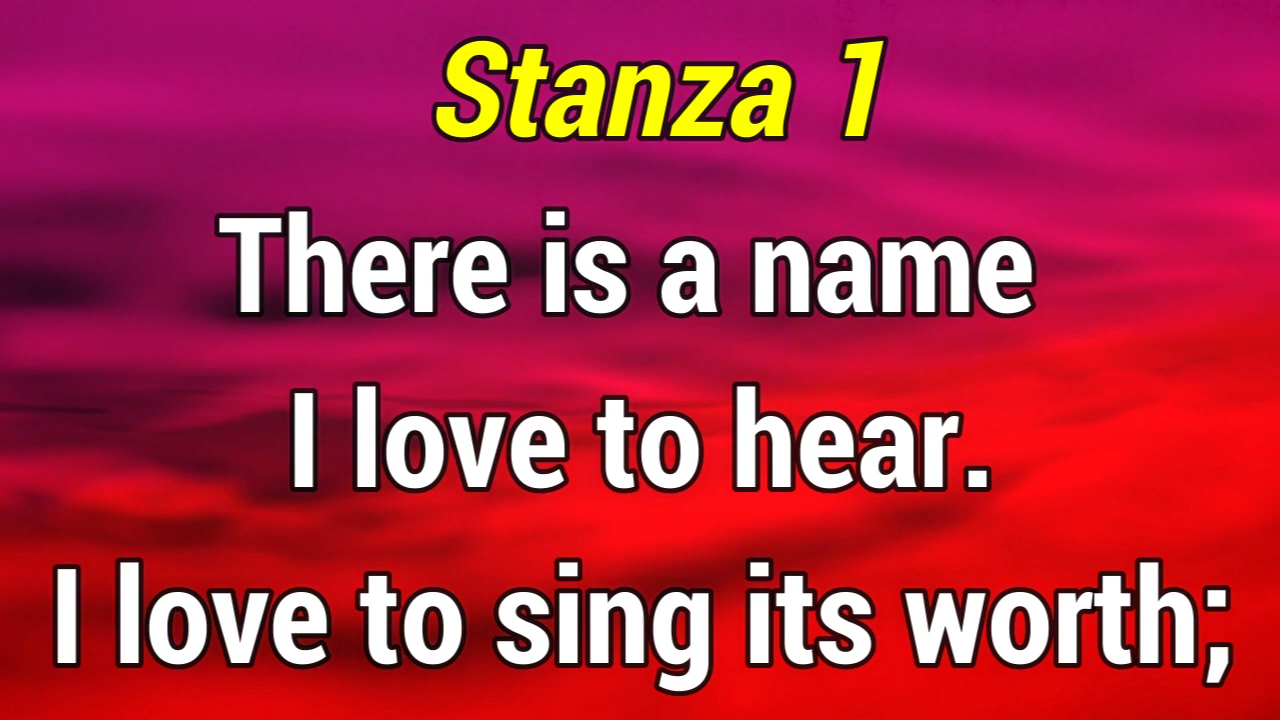 Stanza 1
There is a name
I love to hear.
I love to sing its worth;